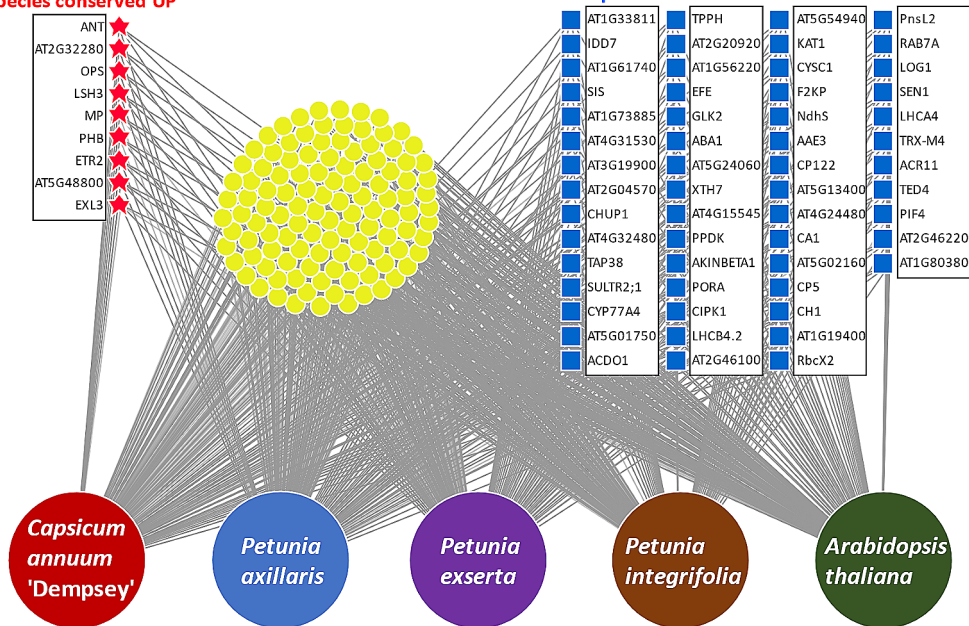 pecies conserved UP
ANT
AT2G32280
OPS
LSH3
MP
PHB
ETR2
AT5G48800
EXL3
AT1G33811
IDD7
AT1G61740
SIS
AT1G73885
AT4G31530
AT3G19900
AT2G04570
CHUP1
AT4G32480
TAP38
SULTR2;1
CYP77A4
AT5G01750
ACDO1
TPPH
AT2G20920
AT1G56220
EFE
GLK2
ABA1
AT5G24060
XTH7
AT4G15545
PPDK
AKINBETA1
PORA
CIPK1
LHCB4.2
AT2G46100
AT5G54940
KAT1
CYSC1
F2KP
NdhS
AAE3
CP122
AT5G13400
AT4G24480
CA1
AT5G02160
CP5
CH1
AT1G19400
RbcX2
PnsL2
RAB7A
LOG1
SEN1
LHCA4
TRX-M4
ACR11
TED4
PIF4
AT2G46220
AT1G80380
Capsicum
annuum
'Dempsey'
Petunia
axillaris
Petunia
exserta
Petunia
integrifolia
Arabidopsis
thaliana